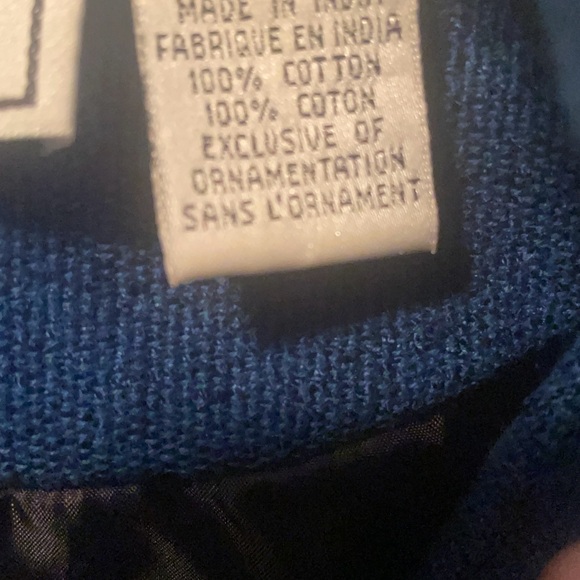 MADE IN INDIA
FABRIQUE EN INDIA
100% COTTON
100% COTON
EXCLUSIVE OF
ORNAMENTATION
SANS L'ORNAMENT